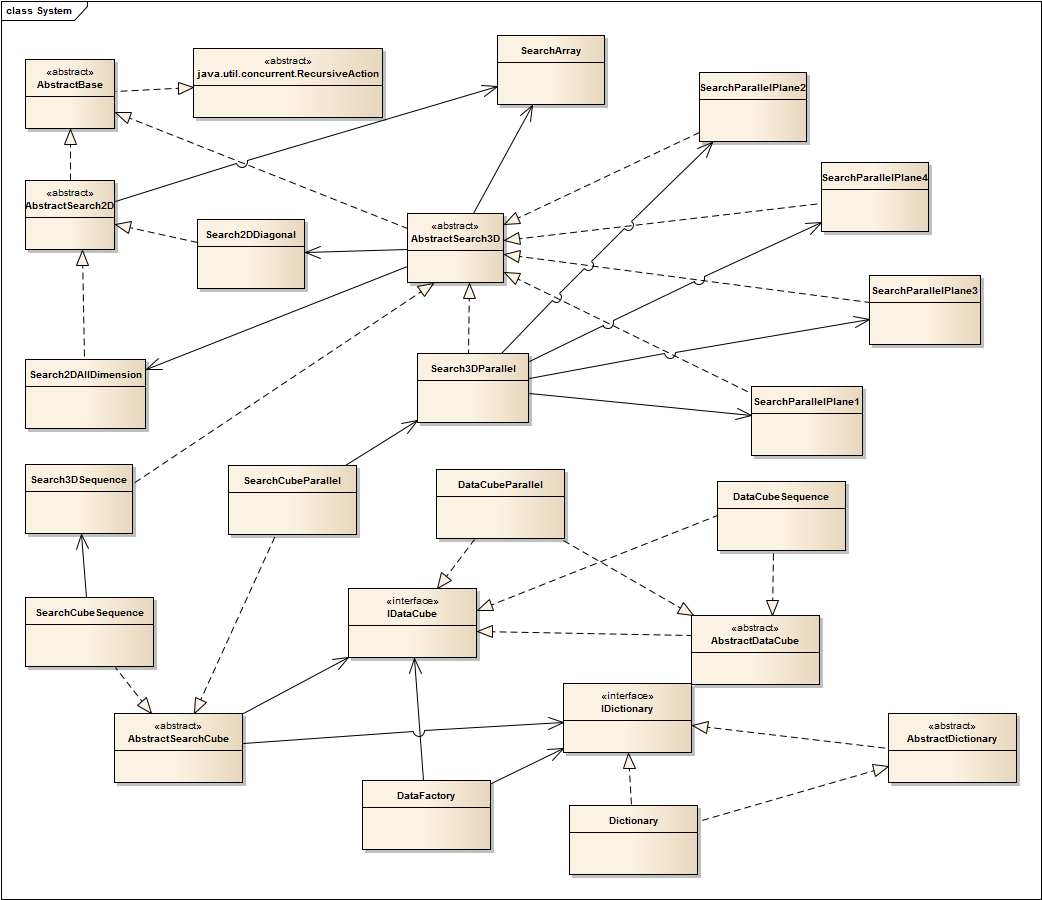 class System
SearchArray
«abstract»
java.util.concurrent.RecursiveAction
«abstract»
AbstractBase
SearchParallelPlane2
SearchParallelPlane4
«abstract»
AbstractSearch2D
Search2DDiagonal
«abstract»
AbstractSearch3D
SearchParallelPlane3
Search2DAllDimension
Search3DParallel
SearchParallelPlane1
Search3DSequence
SearchCubeParallel
DataCubeParallel
DataCubeSequence
SearchCubeSequence
«interface»
IDataCube
«abstract»
AbstractDataCube
«interface»
IDictionary
«abstract»
AbstractSearchCube
«abstract»
AbstractDictionary
DataFactory
Dictionary